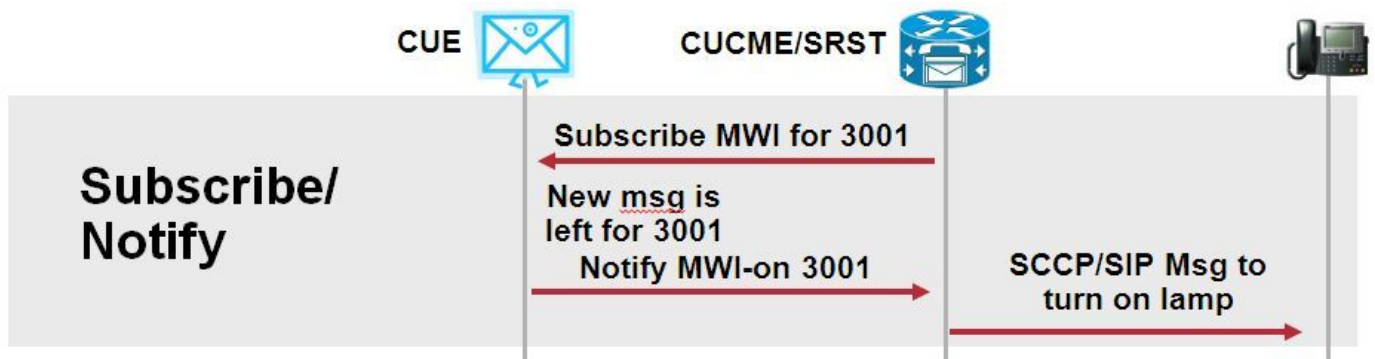 CUE
CUCME/SRST
Subscribe MWI for 3001
Subscribe/
Notify
New msg is
left for 3001
Notify MWI-on 3001
SCCP/SIP Msg to
turn on lamp